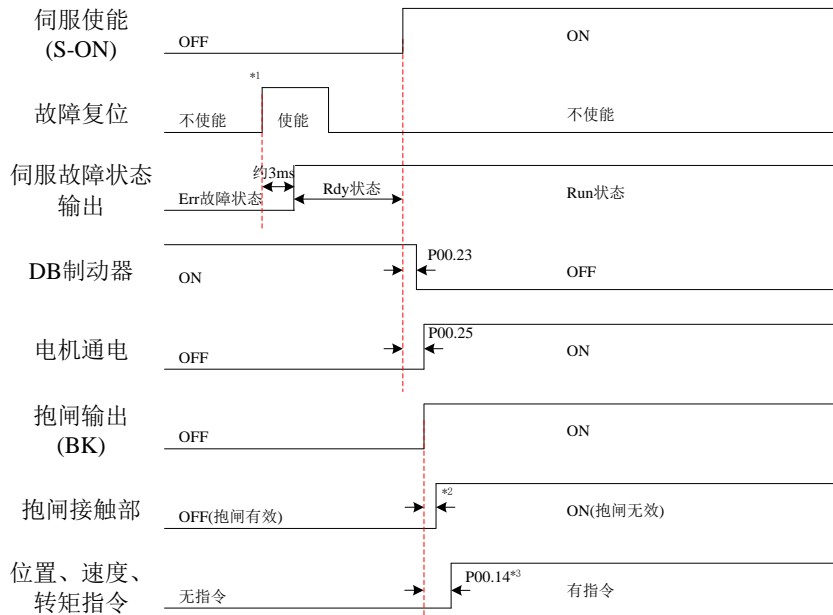 伺服使能
(S-ON)
OFF
ON
*1
故障复位
不使能
使能
不使能
伺服故障状态
输出
约3ms
Err故障状态
Rdy状态
Run状态
DB制动器
ON
P00.23
OFF
电机通电
OFF
P00.25
ON
抱闸输出
(BK)
OFF
ON
抱闸接触部
OFF(抱闸有效)
*2
ON(抱闸无效)
位置、速度、
转矩指令
无指令
P00.14*3
有指令